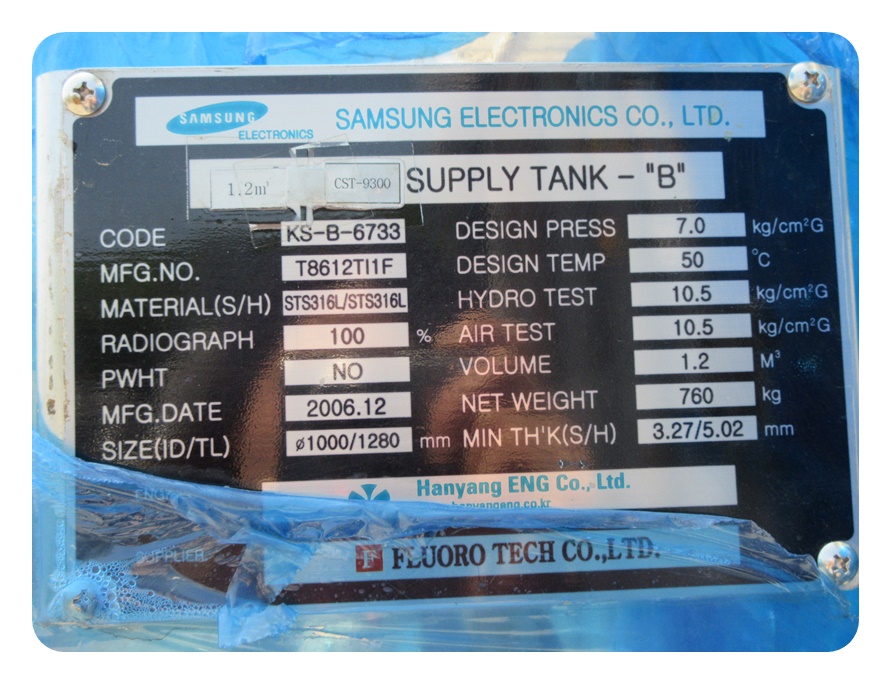 SAMSUNG
ELECTRONICS
SAMSUNG ELECTRONICS CO., LTD.
1.2㎥ CST-9300 SUPPLY TANK - "B"
CODE KS-B-6733
MFG.NO. T8612TI1F
MATERIAL(S/H) STS316L/STS316L
RADIOGRAPH 100 %
PWHT NO
MFG.DATE 2006.12
SIZE(ID/TL) ø1000/1280 mm
DESIGN PRESS 7.0 kg/cm²G
DESIGN TEMP 50 °C
HYDRO TEST 10.5 kg/cm²G
AIR TEST 10.5 kg/cm²G
VOLUME 1.2 M³
NET WEIGHT 760 kg
MIN TH'K(S/H) 3.27/5.02 mm
Hanyang ENG Co., Ltd.
hanyangeng.co.kr
SUPPLIER
FLUORO TECH CO.,LTD.